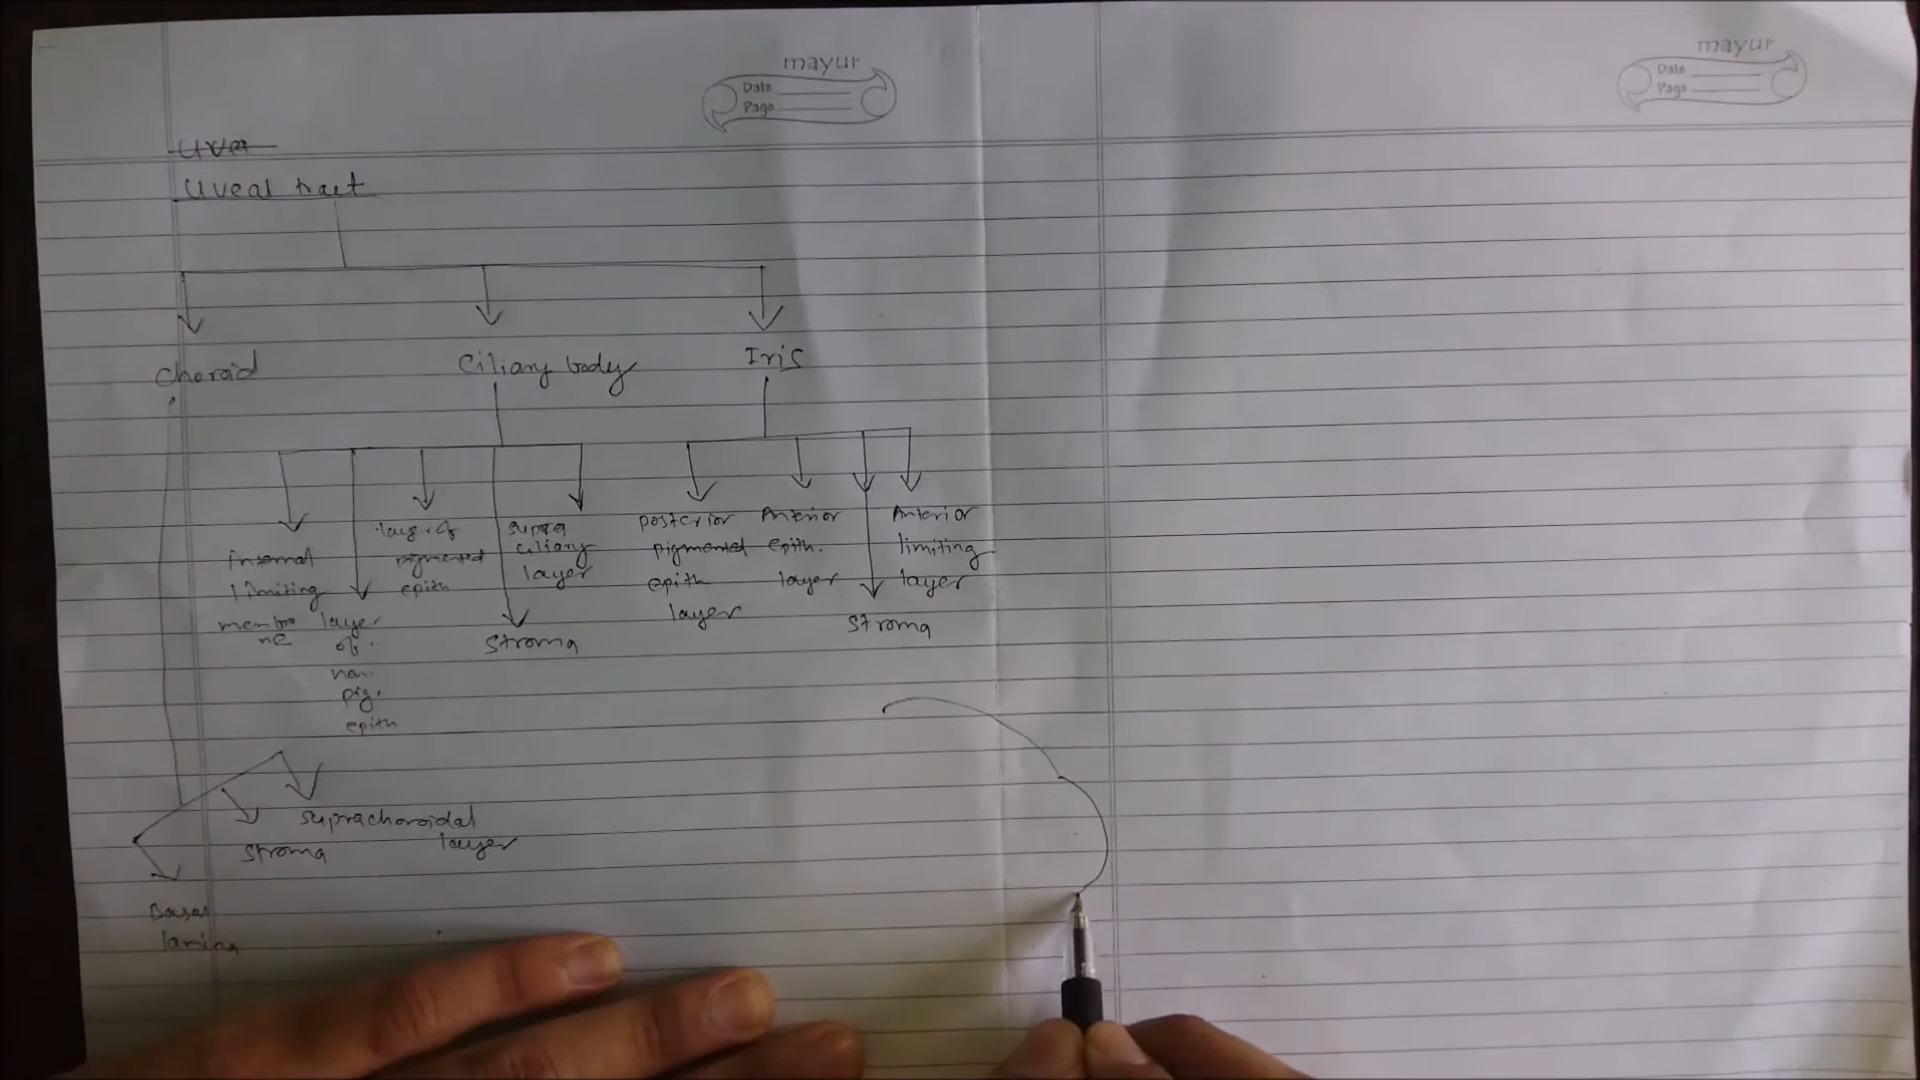 mayur
Date
Page
mayur
Date
Page
Uvea
Uveal tract
Choroid
Ciliary body
Iris
internal
limiting
membra
ne
layer
of
non.
pig.
epith
layer of
pigmented
epith
supra
ciliary
layer
Stroma
posterior
pigmented
epith
layer
Anterior
epith.
layer
Stroma
Anterior
limiting
layer
suprachoroidal
layer
Stroma
Basal
lamina